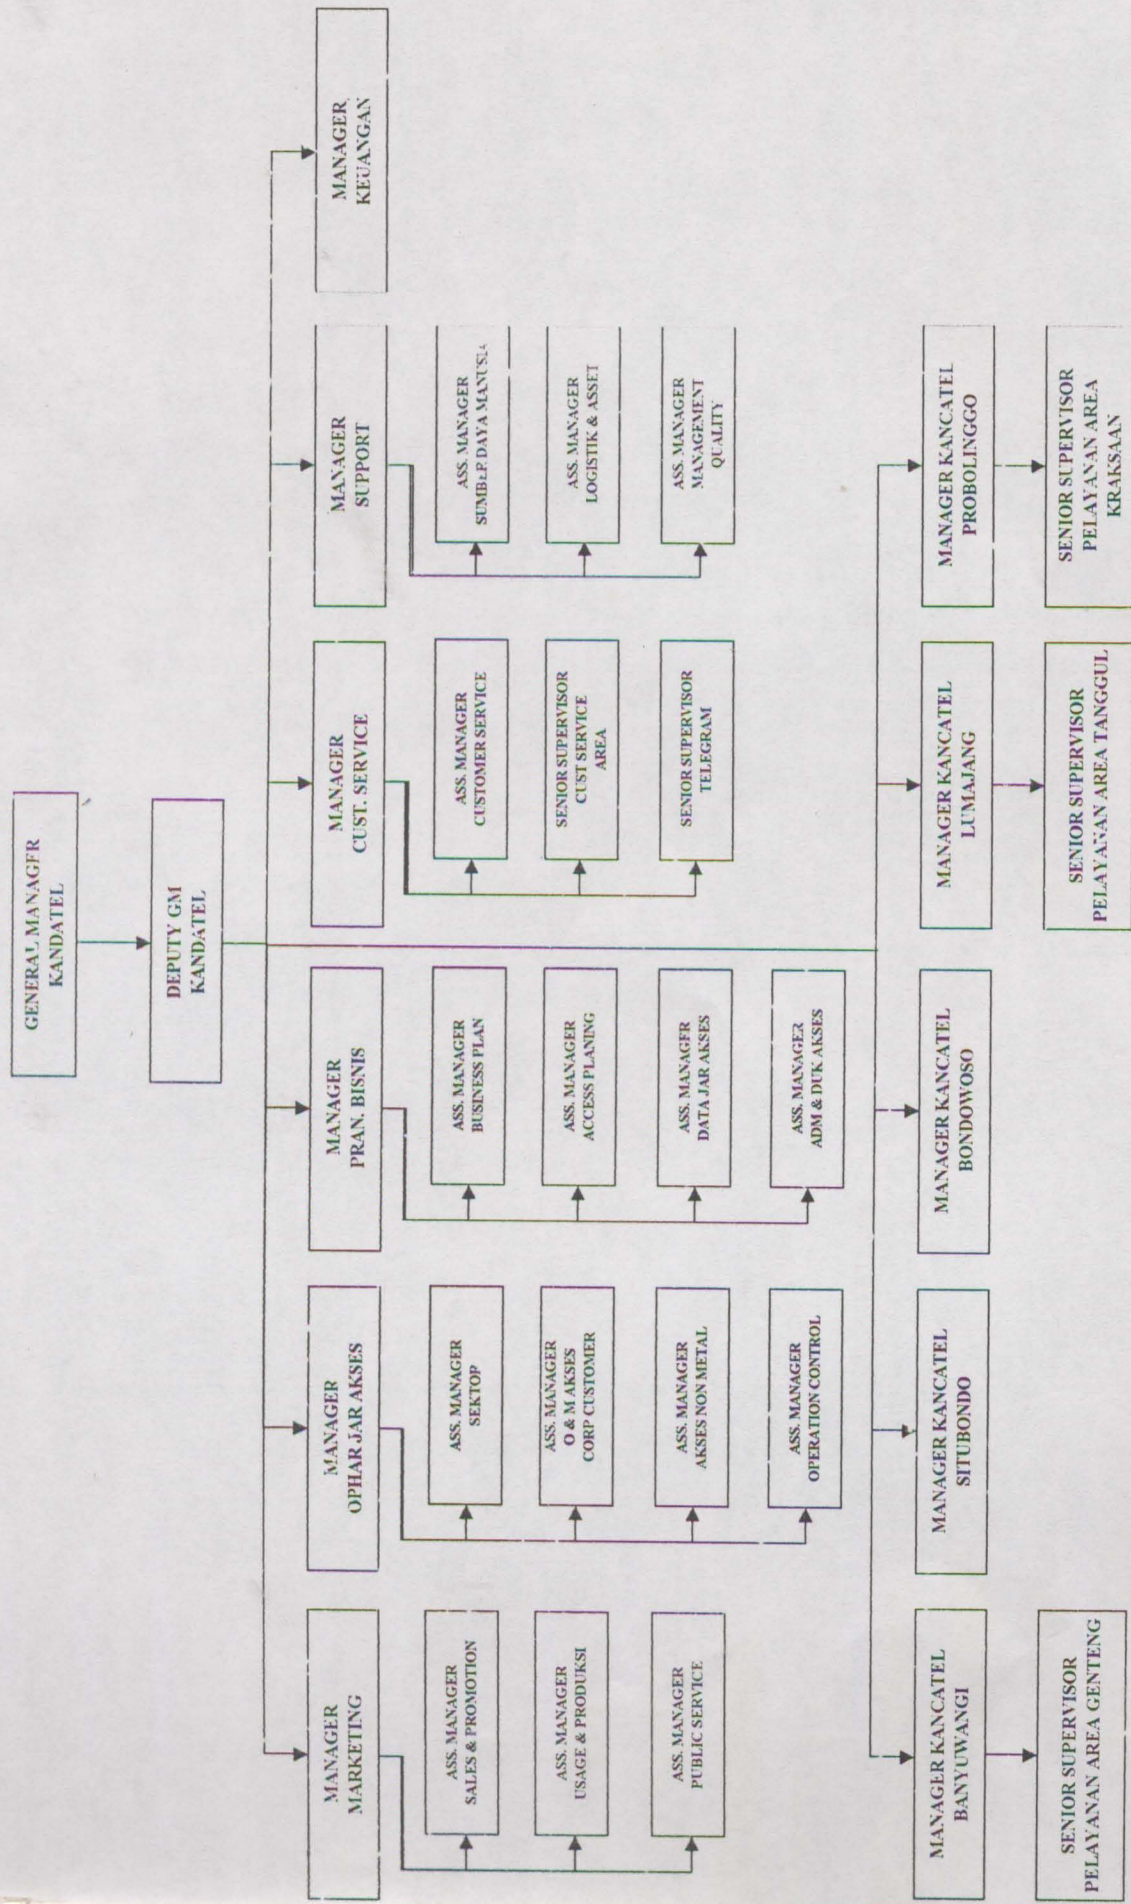 GENERAL MANAGER
KANDATEL
DEPUTY GM
KANDATEL
MANAGER
MARKETING
MANAGER
OPHAR JAR AKSES
MANAGER
PRAN. BISNIS
MANAGER
CUST. SERVICE
MANAGER
SUPPORT
MANAGER
KEUANGAN
ASS. MANAGER
SALES & PROMOTION
ASS. MANAGER
USAGE & PRODUKSI
ASS. MANAGER
PUBLIC SERVICE
ASS. MANAGER
SEKTOP
ASS. MANAGER
O & M AKSES
CORP CUSTOMER
ASS. MANAGER
AKSES NON METAL
ASS. MANAGER
OPERATION CONTROL
ASS. MANAGER
BUSINESS PLAN
ASS. MANAGER
ACCESS PLANING
ASS. MANAGER
DATA JAR AKSES
ASS. MANAGER
ADM & DUK AKSES
ASS. MANAGER
CUSTOMER SERVICE
SENIOR SUPERVISOR
CUST SERVICE
AREA
SENIOR SUPERVISOR
TELEGRAM
ASS. MANAGER
SUMBER DAYA MANUSIA
ASS. MANAGER
LOGISTIK & ASSET
ASS. MANAGER
MANAGEMENT
QUALITY
MANAGER KANCATEL
BANYUWANGI
MANAGER KANCATEL
SITUBONDO
MANAGER KANCATEL
BONDOWOSO
MANAGER KANCATEL
LUMAJANG
MANAGER KANCATEL
PROBOLINGGO
SENIOR SUPERVISOR
PELAYANAN AREA GENTENG
SENIOR SUPERVISOR
PELAYANAN AREA TANGGUL
SENIOR SUPERVISOR
PELAYANAN AREA
KRAKSAAN